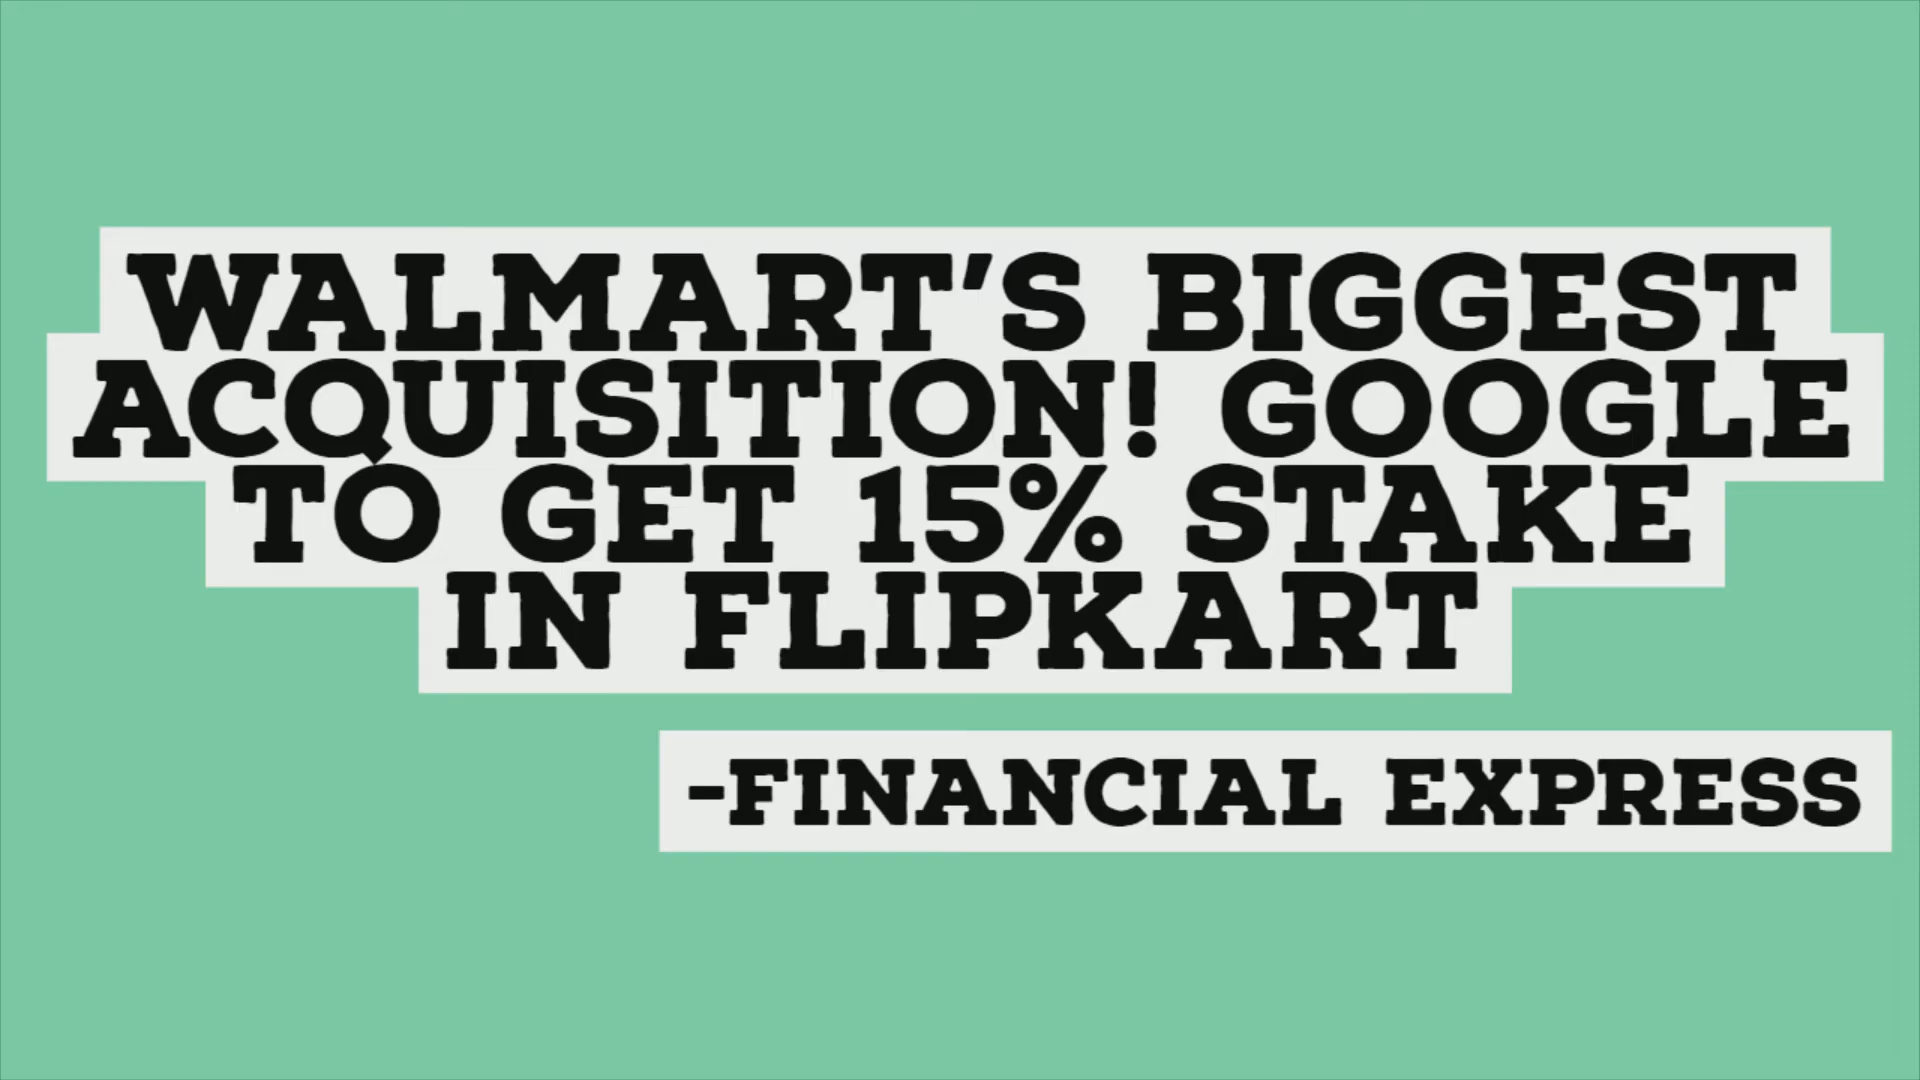 WALMART'S BIGGEST
ACQUISITION! GOOGLE
TO GET 15% STAKE
IN FLIPKART
-FINANCIAL EXPRESS